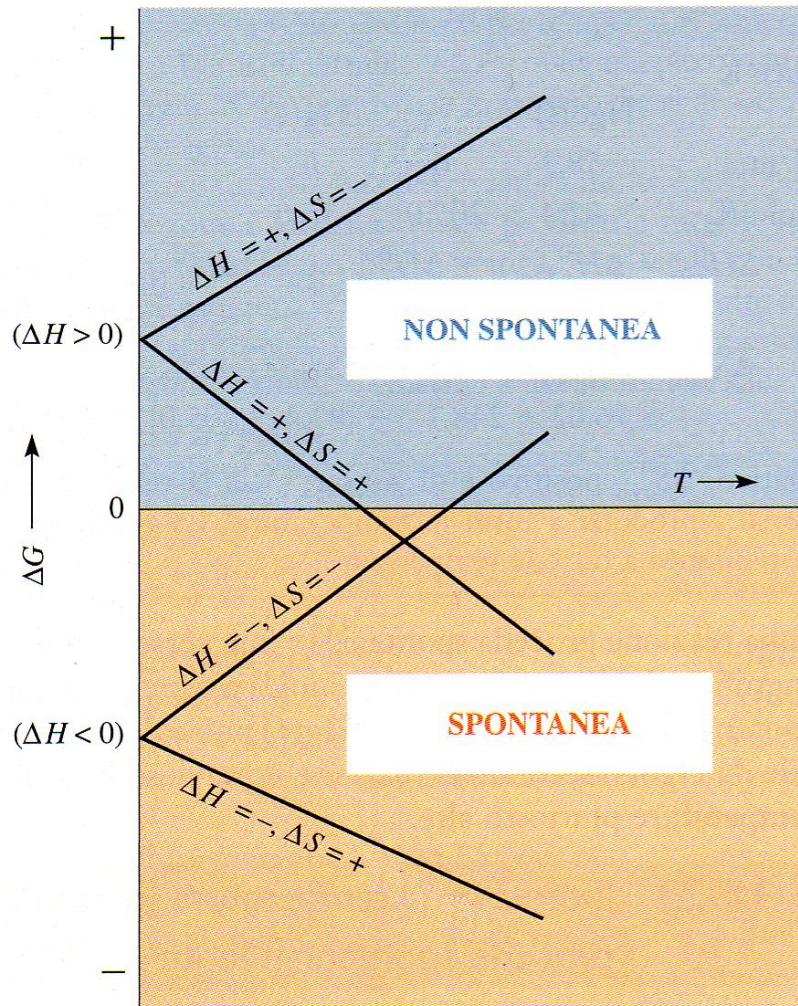 +
ΔH = +, ΔS = −
(ΔH > 0)
NON SPONTANEA
ΔH = +, ΔS = +
T →
0
ΔG →
ΔH = −, ΔS = −
(ΔH < 0)
SPONTANEA
ΔH = −, ΔS = +
−